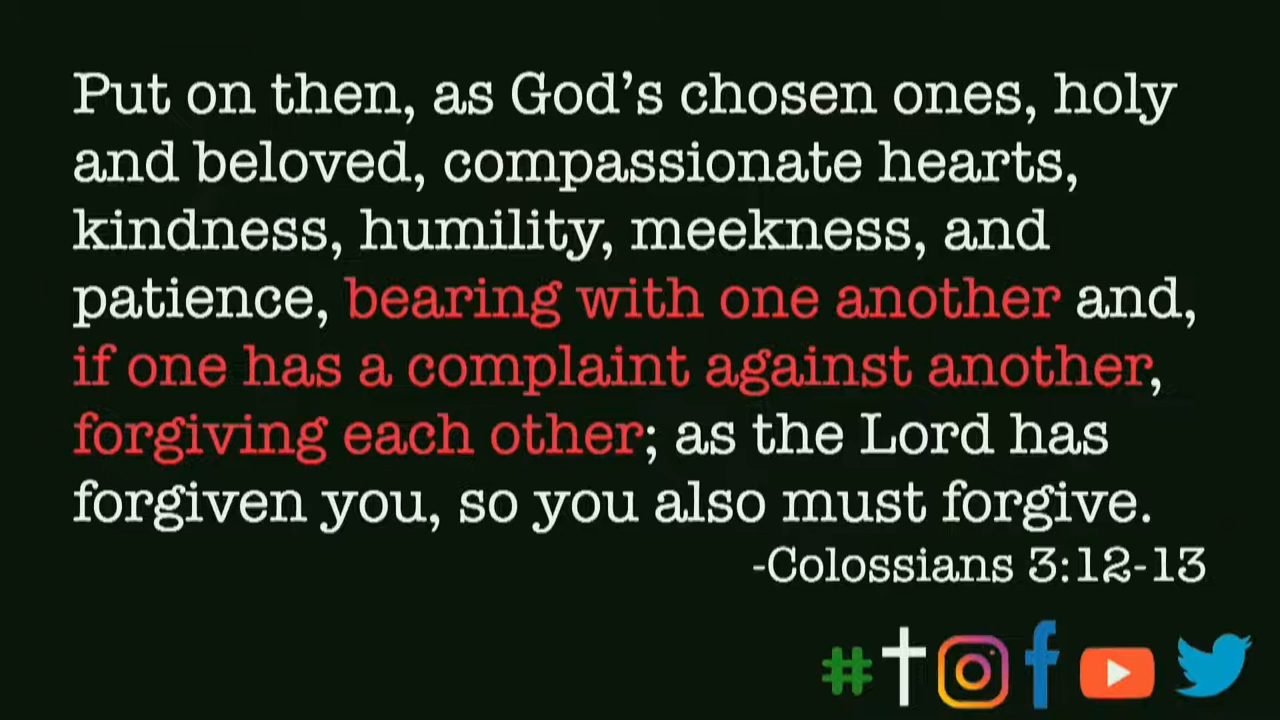 Put on then, as God’s chosen ones, holy
and beloved, compassionate hearts,
kindness, humility, meekness, and
patience, bearing with one another and,
if one has a complaint against another,
forgiving each other; as the Lord has
forgiven you, so you also must forgive.
-Colossians 3:12-13
#